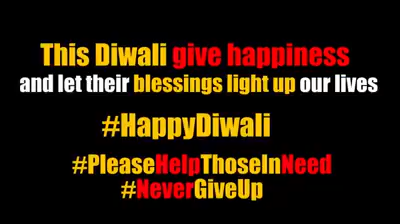 This Diwali give happiness
and let their blessings light up our lives
#HappyDiwali
#PleaseHelpThoseInNeed
#NeverGiveUp